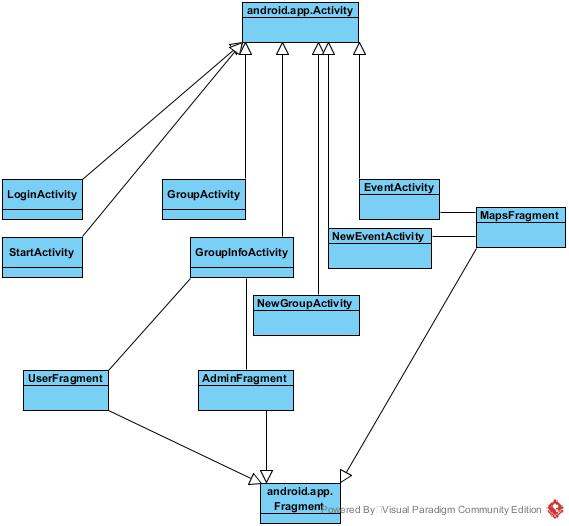 android.app.Activity
LoginActivity
GroupActivity
EventActivity
MapsFragment
NewEventActivity
StartActivity
GroupInfoActivity
NewGroupActivity
UserFragment
AdminFragment
android.app.
Fragment
Powered By Visual Paradigm Community Edition